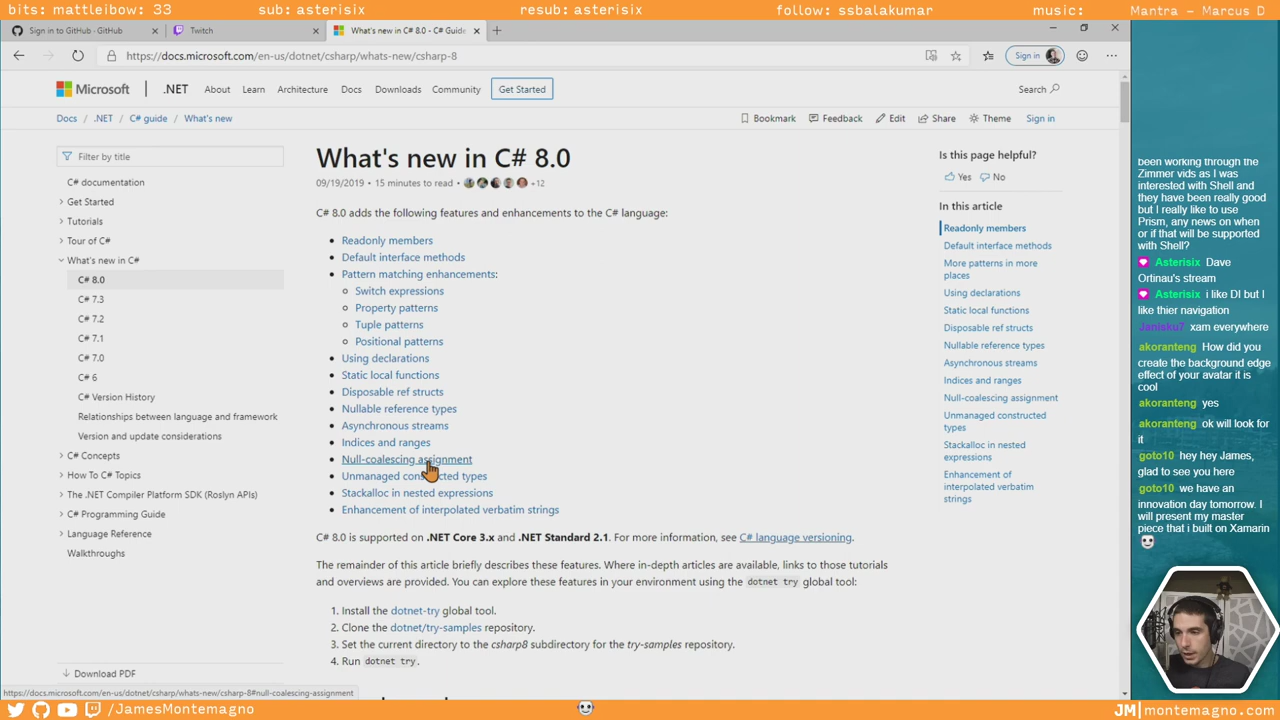 bits: mattleibow: 33
sub: asterisix
resub: asterisix
follow: ssbalakumar
music:
Mantra - Marcus D
Sign in to GitHub · GitHub
Twitch
What's new in C# 8.0 - C# Guide
https://docs.microsoft.com/en-us/dotnet/csharp/whats-new/csharp-8
Sign in
Microsoft
.NET
About
Learn
Architecture
Docs
Downloads
Community
Get Started
Search
Docs / .NET / C# guide / What's new
Bookmark
Feedback
Edit
Share
Theme
Sign in
Filter by title
C# documentation
Get Started
Tutorials
Tour of C#
What's new in C#
C# 8.0
C# 7.3
C# 7.2
C# 7.1
C# 7.0
C# 6
C# Version History
Relationships between language and framework
Version and update considerations
C# Concepts
How To C# Topics
The .NET Compiler Platform SDK (Roslyn APIs)
C# Programming Guide
Language Reference
Walkthroughs
Download PDF
What's new in C# 8.0
09/19/2019 • 15 minutes to read •
+12
C# 8.0 adds the following features and enhancements to the C# language:
Readonly members
Default interface methods
Pattern matching enhancements:
Switch expressions
Property patterns
Tuple patterns
Positional patterns
Using declarations
Static local functions
Disposable ref structs
Nullable reference types
Asynchronous streams
Indices and ranges
Null-coalescing assignment
Unmanaged constructed types
Stackalloc in nested expressions
Enhancement of interpolated verbatim strings
C# 8.0 is supported on .NET Core 3.x and .NET Standard 2.1. For more information, see C# language versioning.
The remainder of this article briefly describes these features. Where in-depth articles are available, links to those tutorials
and overviews are provided. You can explore these features in your environment using the dotnet try global tool:
1. Install the dotnet-try global tool.
2. Clone the dotnet/try-samples repository.
3. Set the current directory to the csharp8 subdirectory for the try-samples repository.
4. Run dotnet try.
Is this page helpful?
Yes
No
In this article
Readonly members
Default interface methods
More patterns in more
places
Using declarations
Static local functions
Disposable ref structs
Nullable reference types
Asynchronous streams
Indices and ranges
Null-coalescing assignment
Unmanaged constructed
types
Stackalloc in nested
expressions
Enhancement of
interpolated verbatim
strings
been working through the
Zimmer vids as I was
interested with Shell and
they have been really good
but I really like to use
Prism, any news on when
or if that will be supported
with Shell?
Asterisix Dave
Ortinau's stream
Asterisix i like DI but I
like thier navigation
Janisku7 xam everywhere
akoranteng How did you
create the background edge
effect of your avatar it is
cool
akoranteng yes
akoranteng ok will look for
it
goto10 hey hey James,
glad to see you here
goto10 we have an
innovation day tomorrow. I
will present my master
piece that i built on Xamarin
https://docs.microsoft.com/en-us/dotnet/csharp/whats-new/csharp-8#null-coalescing-assignment
/JamesMontemagno
JM montemagno.com